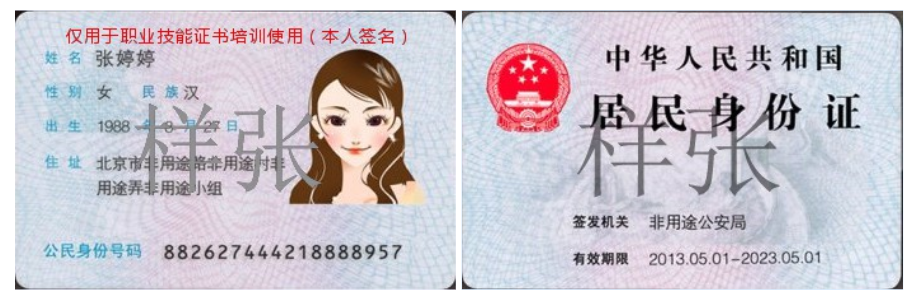 仅用于职业技能证书培训使用（本人签名）
姓 名 张婷婷
性 别 女 民 族 汉
出 生 1988 年 8 月 27 日
住 址 北京市非用途路非用途时非
用途弄非用途小组
公民身份号码 882627444218888957
样张
中华人民共和国
居民身份证
样张
签发机关 非用途公安局
有效期限 2013.05.01-2023.05.01